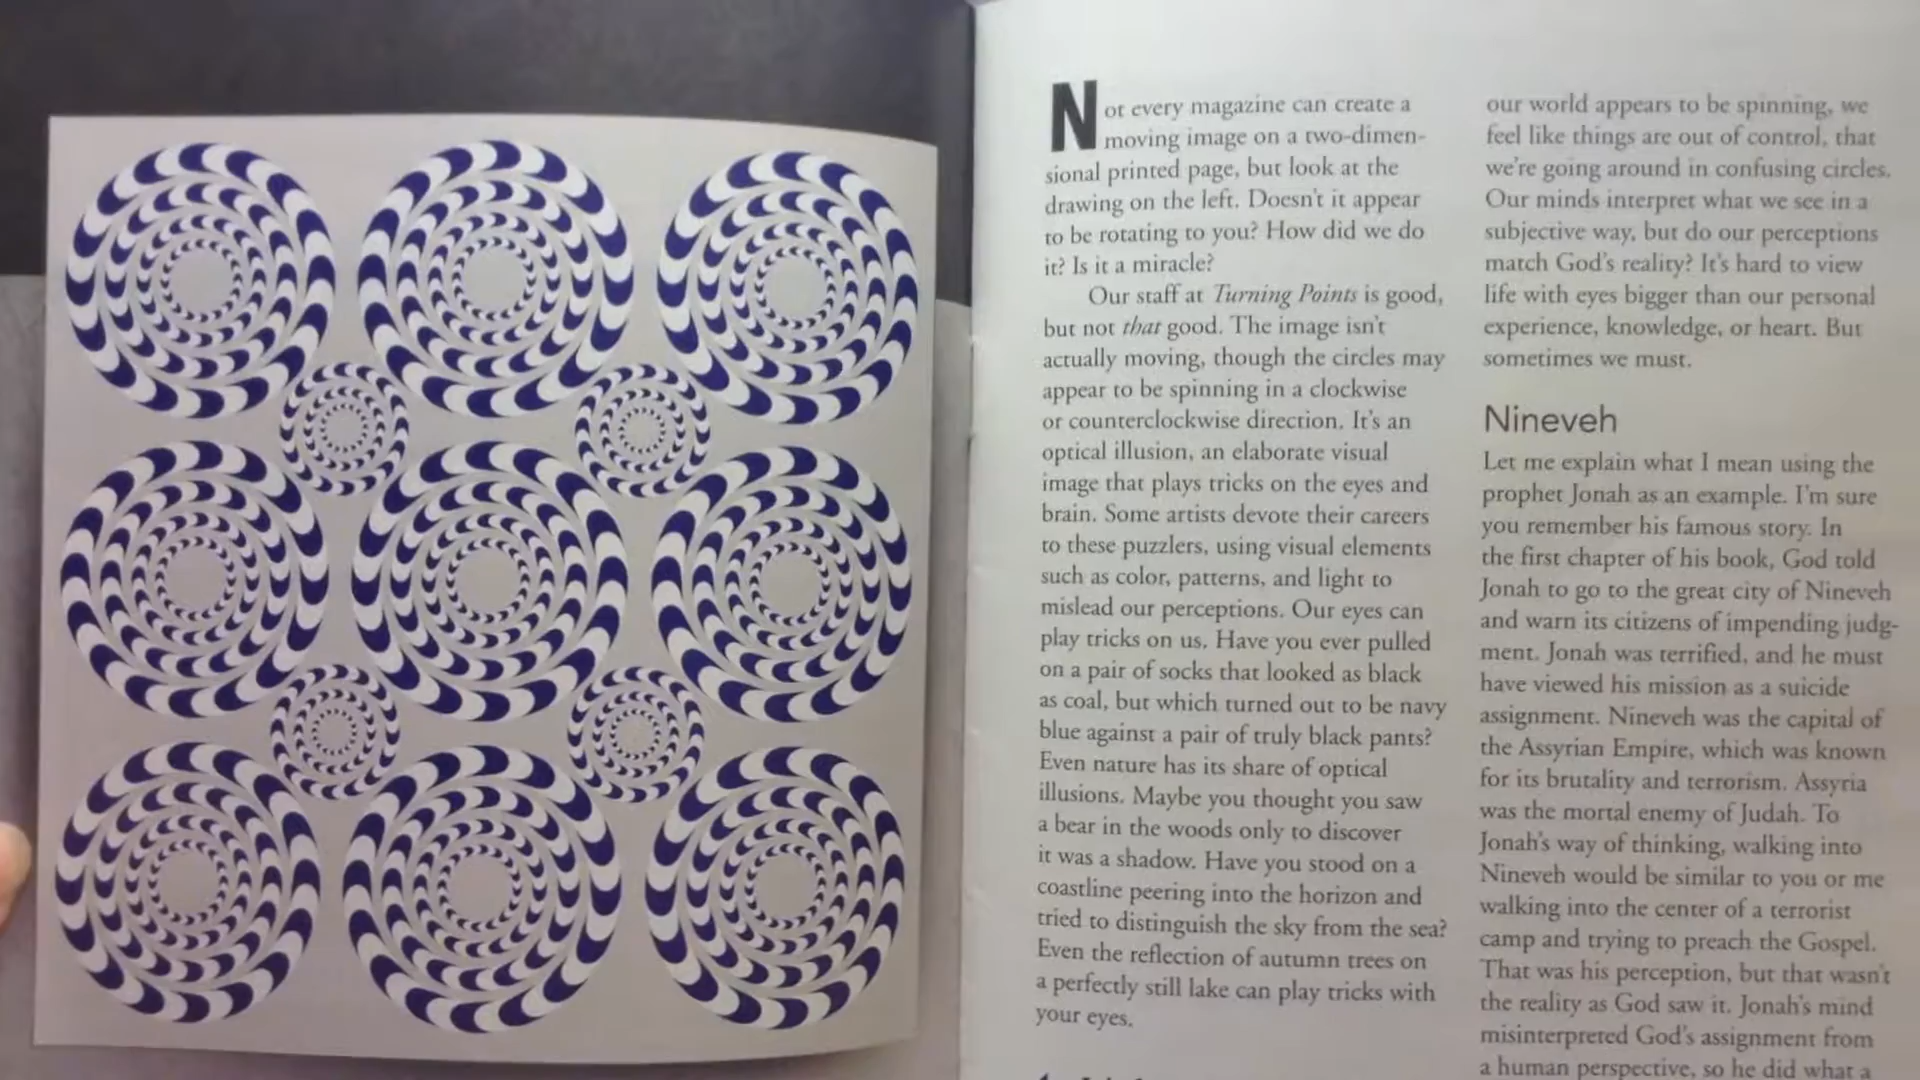 Not every magazine can create a
moving image on a two-dimen-
sional printed page, but look at the
drawing on the left. Doesn't it appear
to be rotating to you? How did we do
it? Is it a miracle?
Our staff at Turning Points is good,
but not that good. The image isn't
actually moving, though the circles may
appear to be spinning in a clockwise
or counterclockwise direction. It's an
optical illusion, an elaborate visual
image that plays tricks on the eyes and
brain. Some artists devote their careers
to these puzzlers, using visual elements
such as color, patterns, and light to
mislead our perceptions. Our eyes can
play tricks on us. Have you ever pulled
on a pair of socks that looked as black
as coal, but which turned out to be navy
blue against a pair of truly black pants?
Even nature has its share of optical
illusions. Maybe you thought you saw
a bear in the woods only to discover
it was a shadow. Have you stood on a
coastline peering into the horizon and
tried to distinguish the sky from the sea?
Even the reflection of autumn trees on
a perfectly still lake can play tricks with
your eyes.
our world appears to be spinning, we
feel like things are out of control, that
we're going around in confusing circles.
Our minds interpret what we see in a
subjective way, but do our perceptions
match God's reality? It's hard to view
life with eyes bigger than our personal
experience, knowledge, or heart. But
sometimes we must.
Nineveh
Let me explain what I mean using the
prophet Jonah as an example. I'm sure
you remember his famous story. In
the first chapter of his book, God told
Jonah to go to the great city of Nineveh
and warn its citizens of impending judg-
ment. Jonah was terrified, and he must
have viewed his mission as a suicide
assignment. Nineveh was the capital of
the Assyrian Empire, which was known
for its brutality and terrorism. Assyria
was the mortal enemy of Judah. To
Jonah's way of thinking, walking into
Nineveh would be similar to you or me
walking into the center of a terrorist
camp and trying to preach the Gospel.
That was his perception, but that wasn't
the reality as God saw it. Jonah's mind
misinterpreted God's assignment from
a human perspective, so he did what a